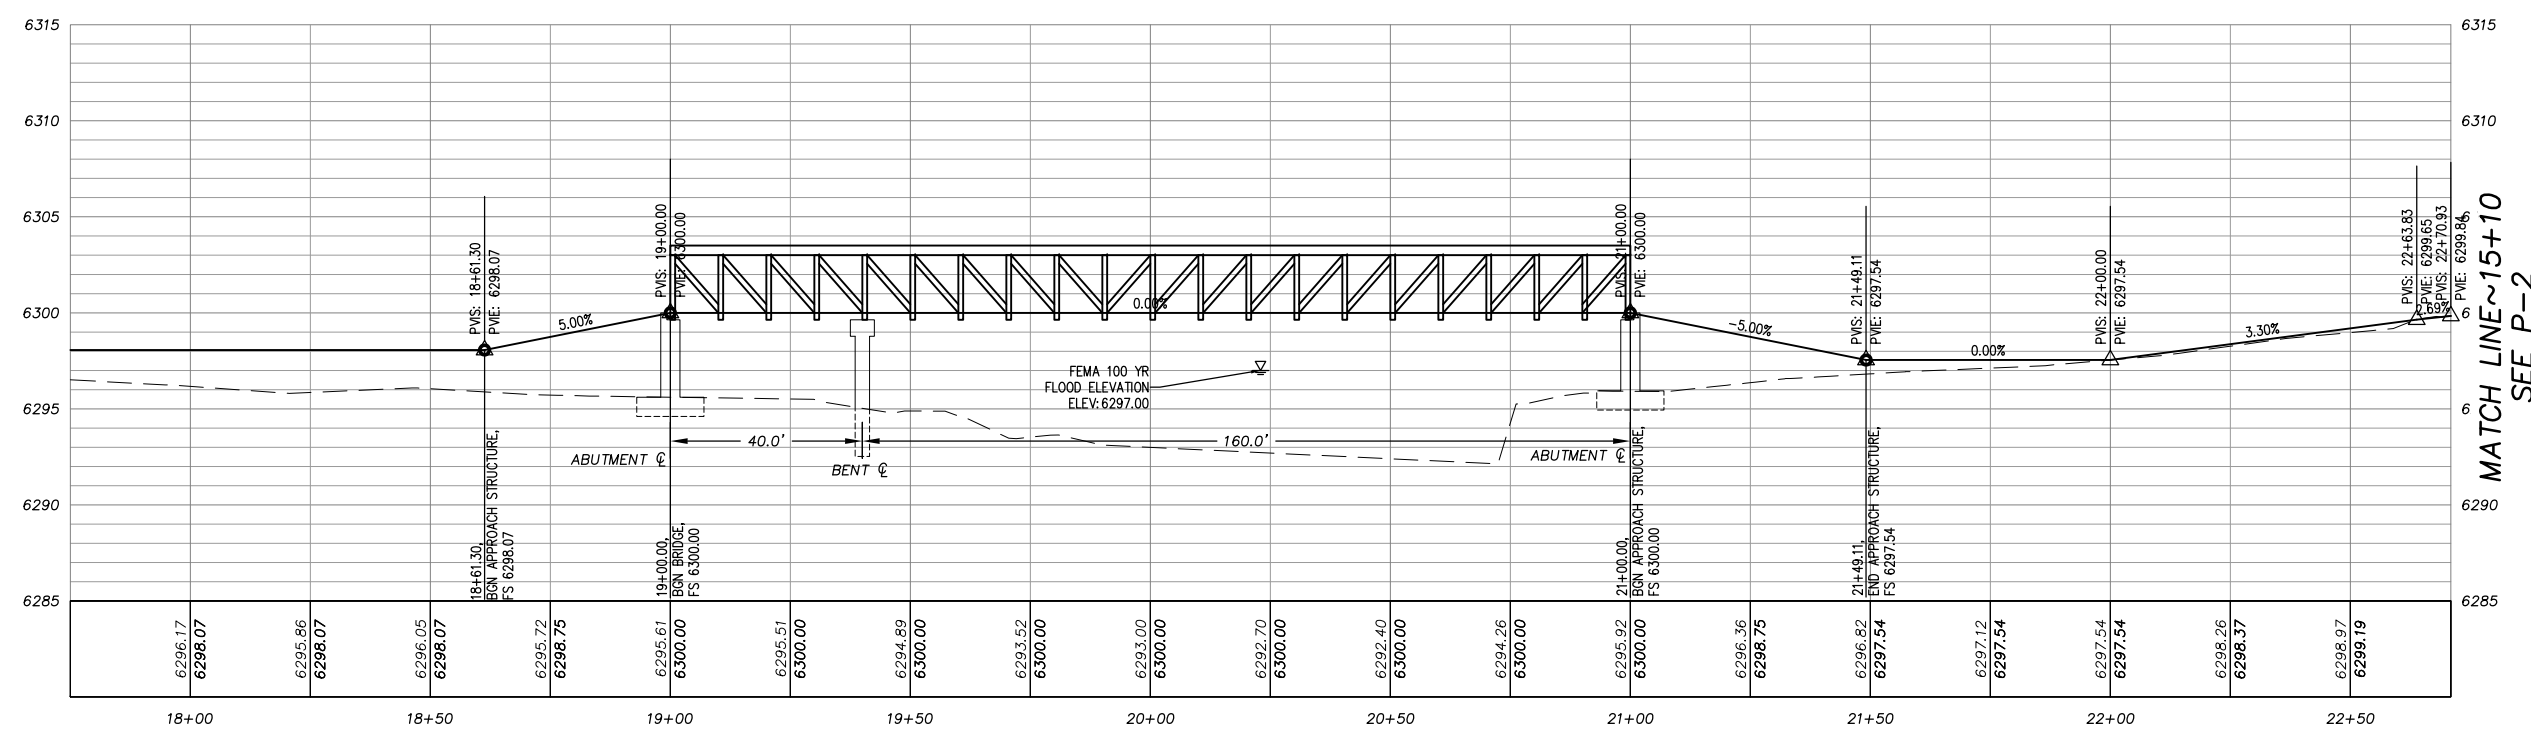 6315
6315
6310
6310
6305
6
6300
6
6295
6
6290
6290
6285
6285
PVIS: 18+61.30
PVIE: 6298.07
5.00%
PVIS: 19+00.00
PVIE: 6300.00
0.00%
PVIS: 21+00.00
PVIE: 6300.00
-5.00%
PVIS: 21+49.11
PVIE: 6297.54
0.00%
PVIS: 22+00.00
PVIE: 6297.54
3.30%
PVIS: 22+63.83
PVIE: 6299.65
2.69%
PVIS: 22+70.93
PVIE: 6299.84
MATCH LINE~15+10
SEE P-2
FEMA 100 YR
FLOOD ELEVATION
ELEV:6297.00
40.0'
160.0'
ABUTMENT ℄
BENT ℄
ABUTMENT ℄
18+61.30,
BGN APPROACH STRUCTURE,
FS 6298.07
19+00.00,
BGN BRIDGE,
FS 6300.00
21+00.00,
BGN APPROACH STRUCTURE,
FS 6300.00
21+49.11,
END APPROACH STRUCTURE,
FS 6297.54
6296.17
6298.07
6295.86
6298.07
6296.05
6298.07
6295.72
6298.75
6295.61
6300.00
6295.51
6300.00
6294.89
6300.00
6293.52
6300.00
6293.00
6300.00
6292.70
6300.00
6292.40
6300.00
6294.26
6300.00
6295.92
6300.00
6296.36
6298.75
6296.82
6297.54
6297.12
6297.54
6297.54
6297.54
6298.26
6298.37
6298.97
6299.19
18+00
18+50
19+00
19+50
20+00
20+50
21+00
21+50
22+00
22+50